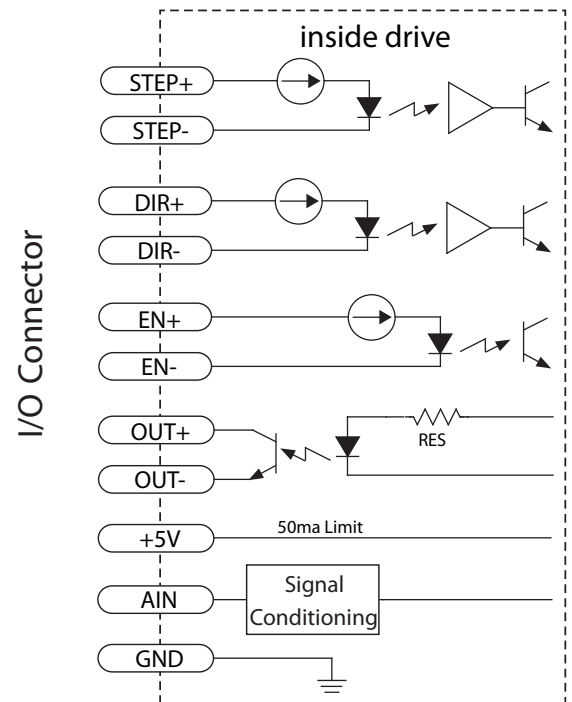 inside drive
I/O Connector
STEP+
STEP-
DIR+
DIR-
EN+
EN-
OUT+
RES
OUT-
+5V
50ma Limit
AIN
Signal
Conditioning
GND